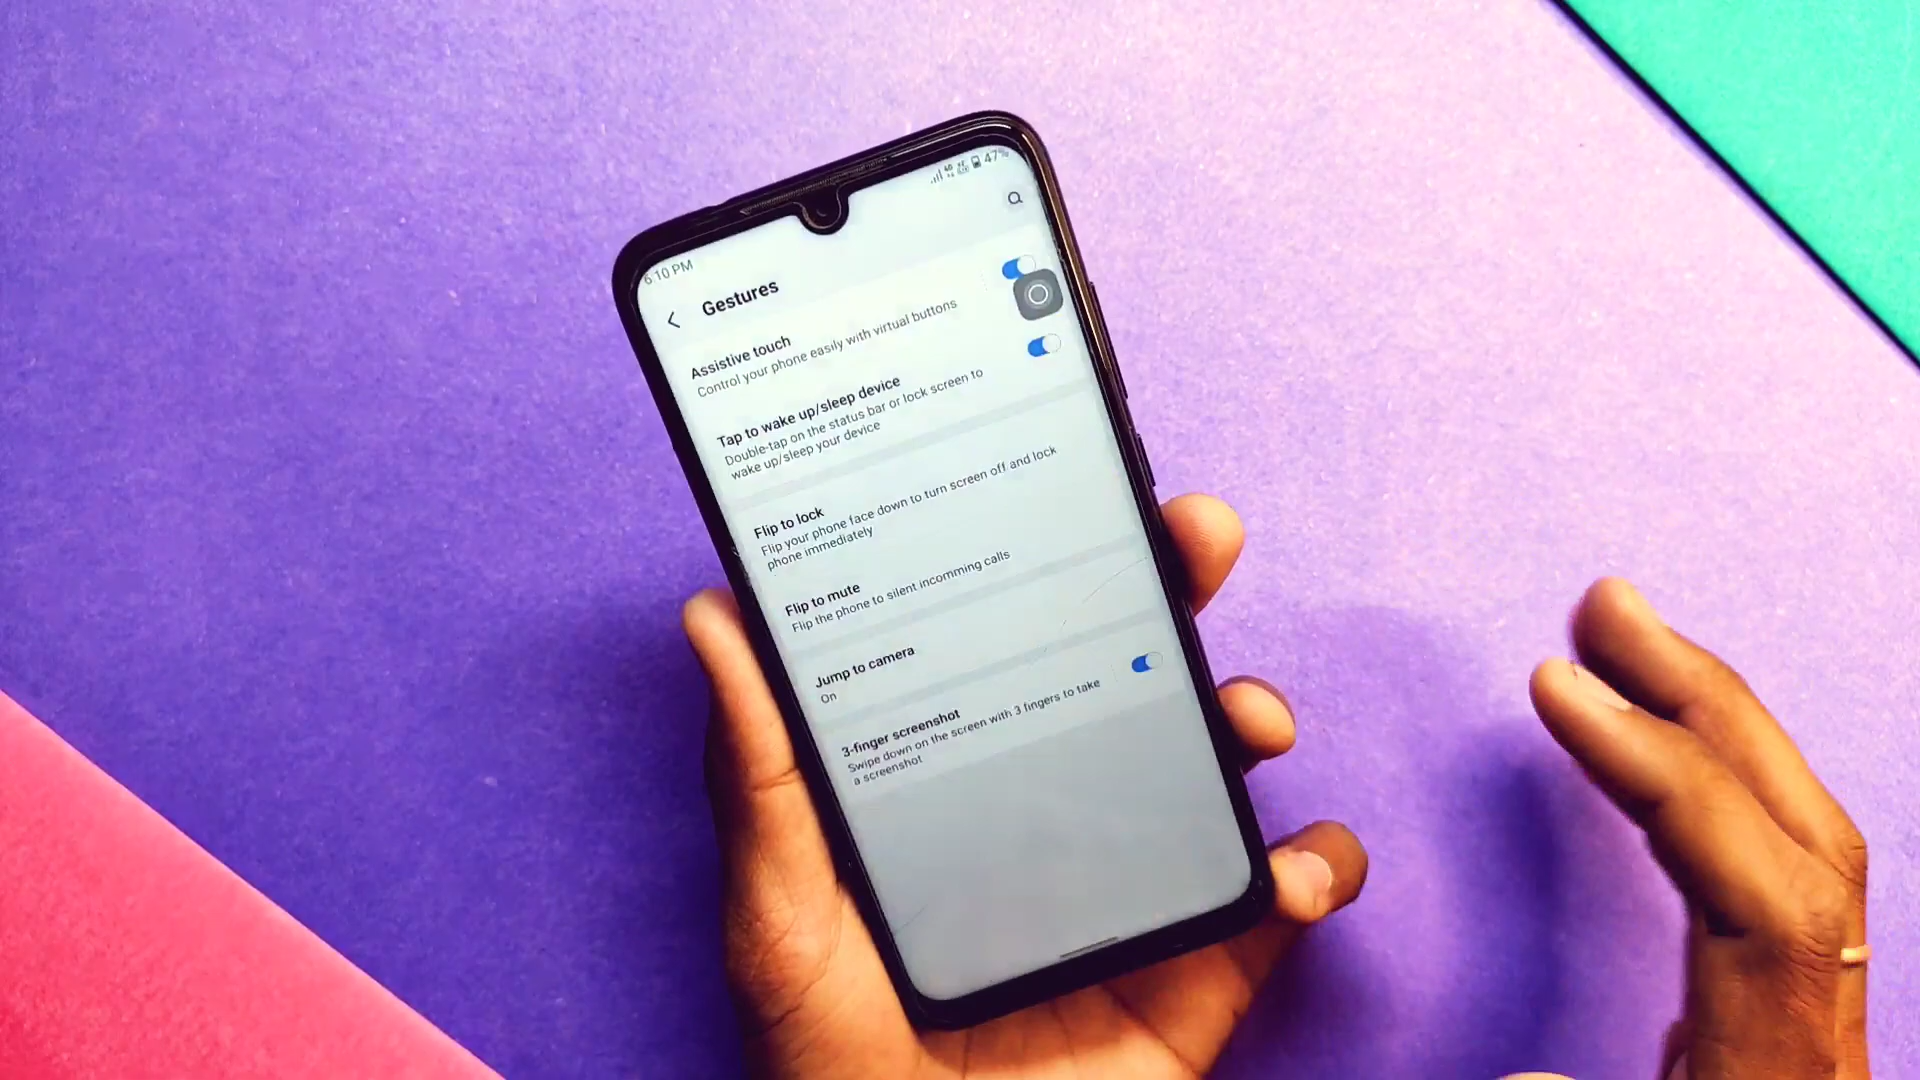 6:10 PM
47%
Gestures
Assistive touch
Control your phone easily with virtual buttons
Tap to wake up/sleep device
Double-tap on the status bar or lock screen to
wake up/sleep your device
Flip to lock
Flip your phone face down to turn screen off and lock
phone immediately
Flip to mute
Flip the phone to silent incomming calls
Jump to camera
On
3-finger screenshot
Swipe down on the screen with 3 fingers to take
a screenshot